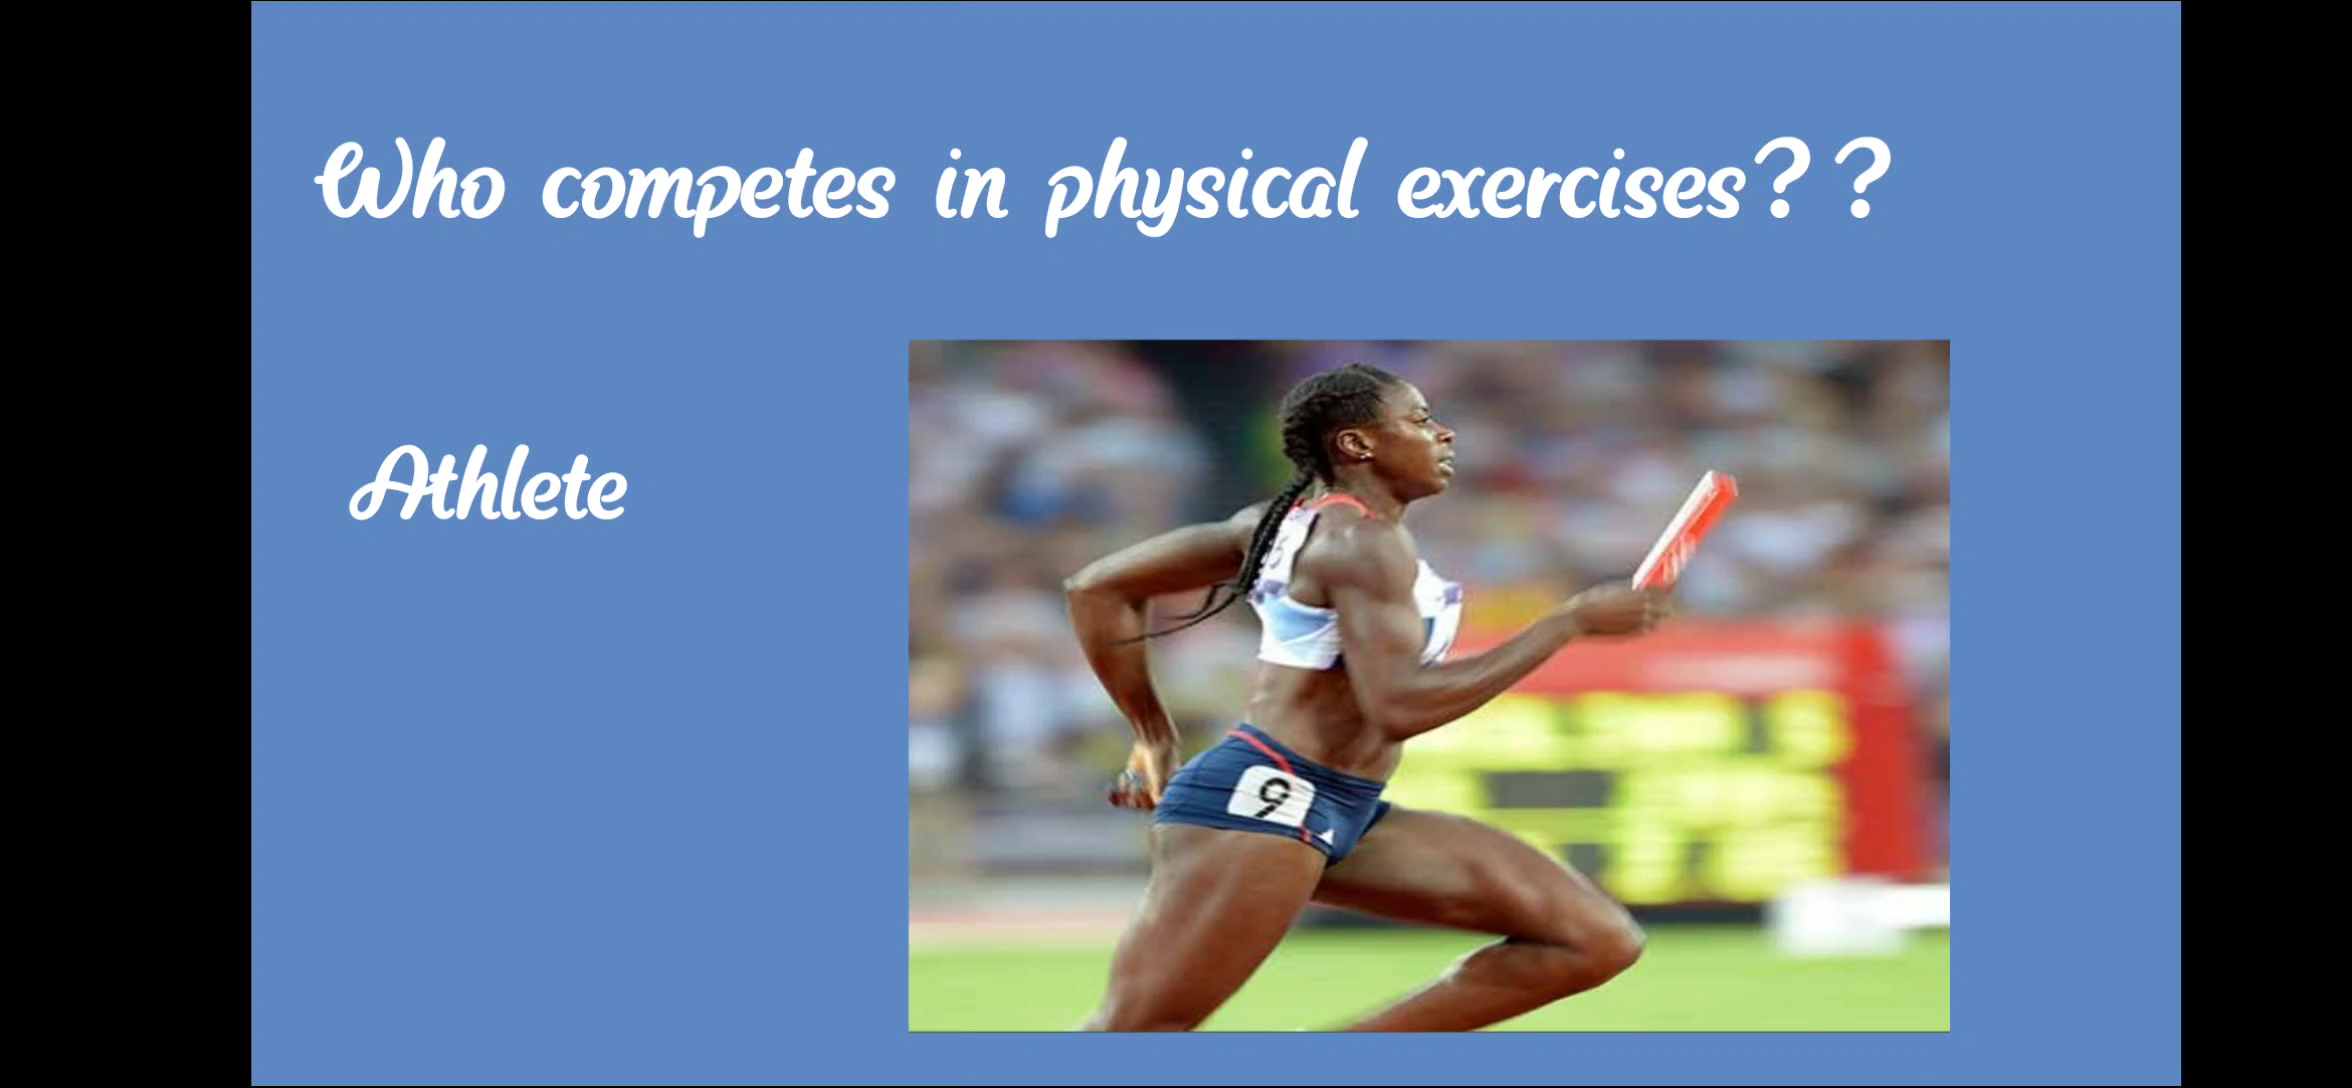 Who competes in physical exercises??
Athlete
9